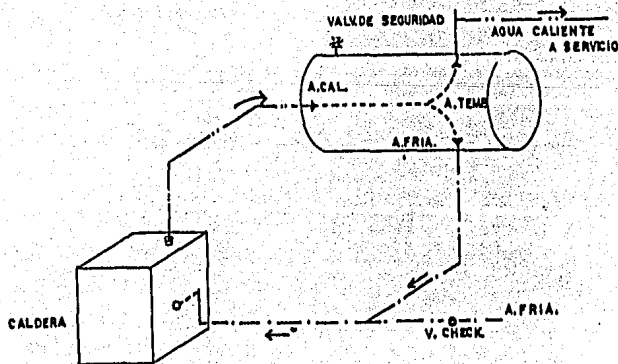 VALV.DE SEGURIDAD
AGUA CALIENTE
A SERVICIO
A.CAL.
A.TEMP.
A.FRIA.
CALDERA
A.FRIA.
V. CHECK.